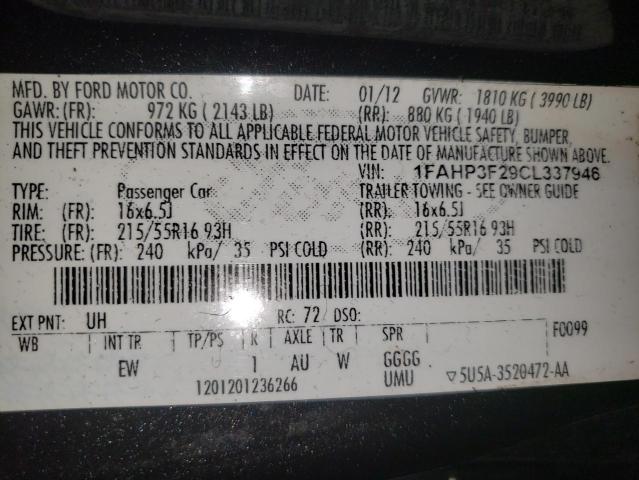 MFD. BY FORD MOTOR CO. DATE: 01/12 GVWR: 1810 KG ( 3990 LB)
GAWR: (FR): 972 KG ( 2143 LB) (RR): 880 KG ( 1940 LB)
THIS VEHICLE CONFORMS TO ALL APPLICABLE FEDERAL MOTOR VEHICLE SAFETY, BUMPER,
AND THEFT PREVENTION STANDARDS IN EFFECT ON THE DATE OF MANUFACTURE SHOWN ABOVE.
VIN: 1FAHP3F29CL337946
TYPE: Passenger Car TRAILER TOWING - SEE OWNER GUIDE
RIM: (FR): 16x6.5J (RR): 16x6.5J
TIRE: (FR): 215/55R16 93H (RR): 215/55R16 93H
PRESSURE: (FR): 240 kPa/ 35 PSI COLD (RR): 240 kPa/ 35 PSI COLD
EXT PNT: UH RC: 72 DSO:
WB INT TR TP/PS R AXLE TR SPR F0099
EW 1 AU W GGGG
UMU
1201201236266
▽5U5A-3520472-AA